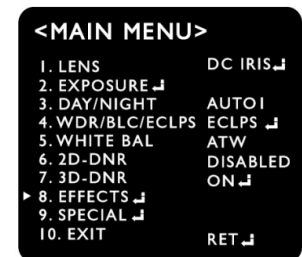 <MAIN MENU>
1. LENS DC IRIS↲
2. EXPOSURE↲
3. DAY/NIGHT AUTO1
4. WDR/BLC/ECLPS ECLPS ↲
5. WHITE BAL ATW
6. 2D-DNR DISABLED
7. 3D-DNR ON↲
▸ 8. EFFECTS↲
9. SPECIAL ↲
10. EXIT RET↲